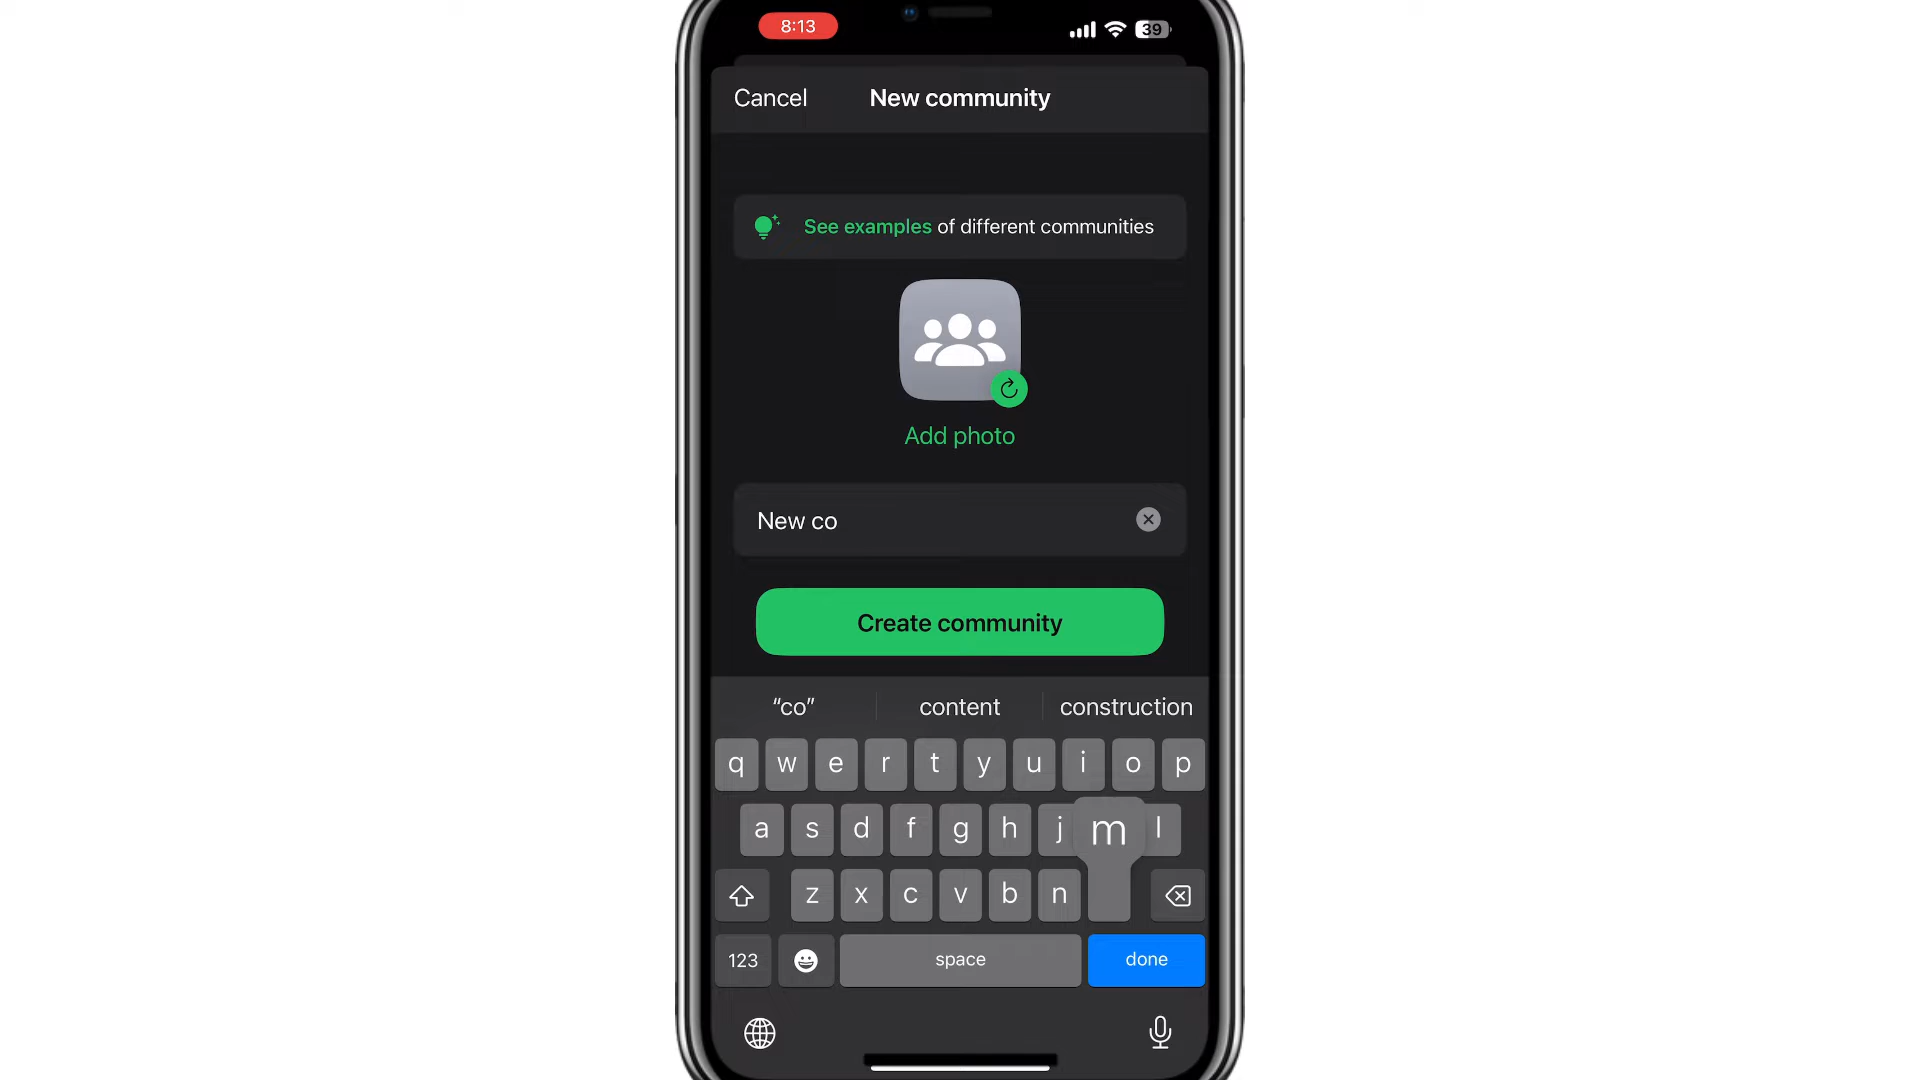 8:13
39
Cancel
New community
See examples of different communities
Add photo
New co
Create community
“co”
content
construction
q w e r t y u i o p
a s d f g h j m l
z x c v b n
123
space
done